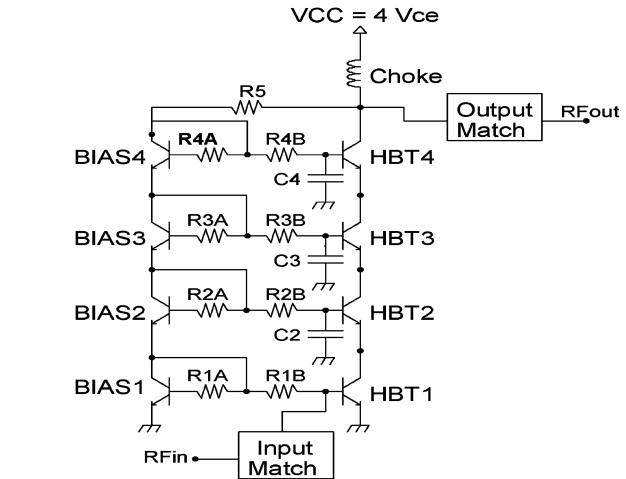 VCC = 4 Vce
Choke
R5
Output
Match
RFout
R4A
R4B
BIAS4
HBT4
C4
R3A
R3B
BIAS3
HBT3
C3
R2A
R2B
BIAS2
HBT2
C2
R1A
R1B
BIAS1
HBT1
Input
Match
RFin